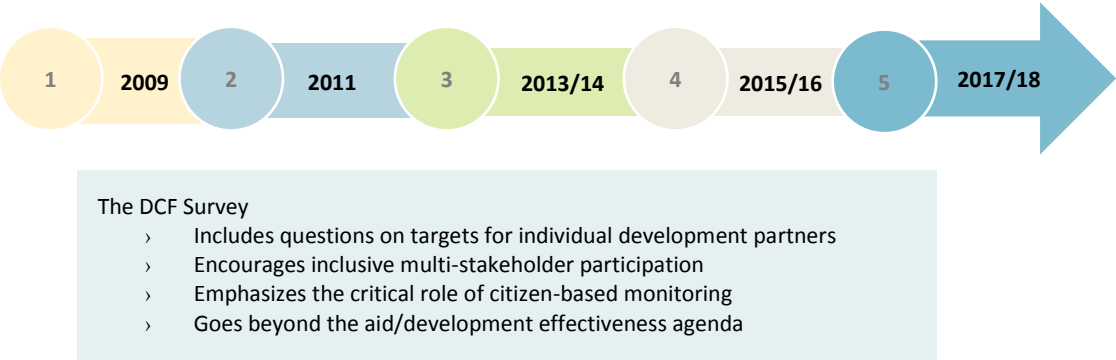 1 2009 2 2011 3 2013/14 4 2015/16 5 2017/18
The DCF Survey
› Includes questions on targets for individual development partners
› Encourages inclusive multi-stakeholder participation
› Emphasizes the critical role of citizen-based monitoring
› Goes beyond the aid/development effectiveness agenda